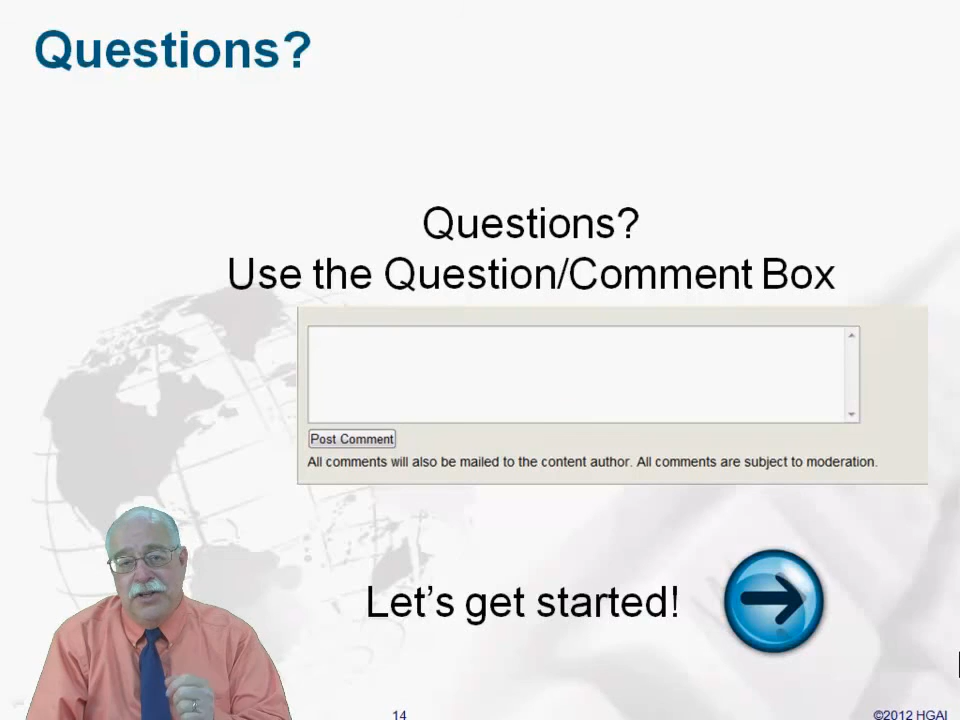 Questions?
Questions?
Use the Question/Comment Box
Post Comment
All comments will also be mailed to the content author. All comments are subject to moderation.
Let's get started!
14
©2012 HGAI